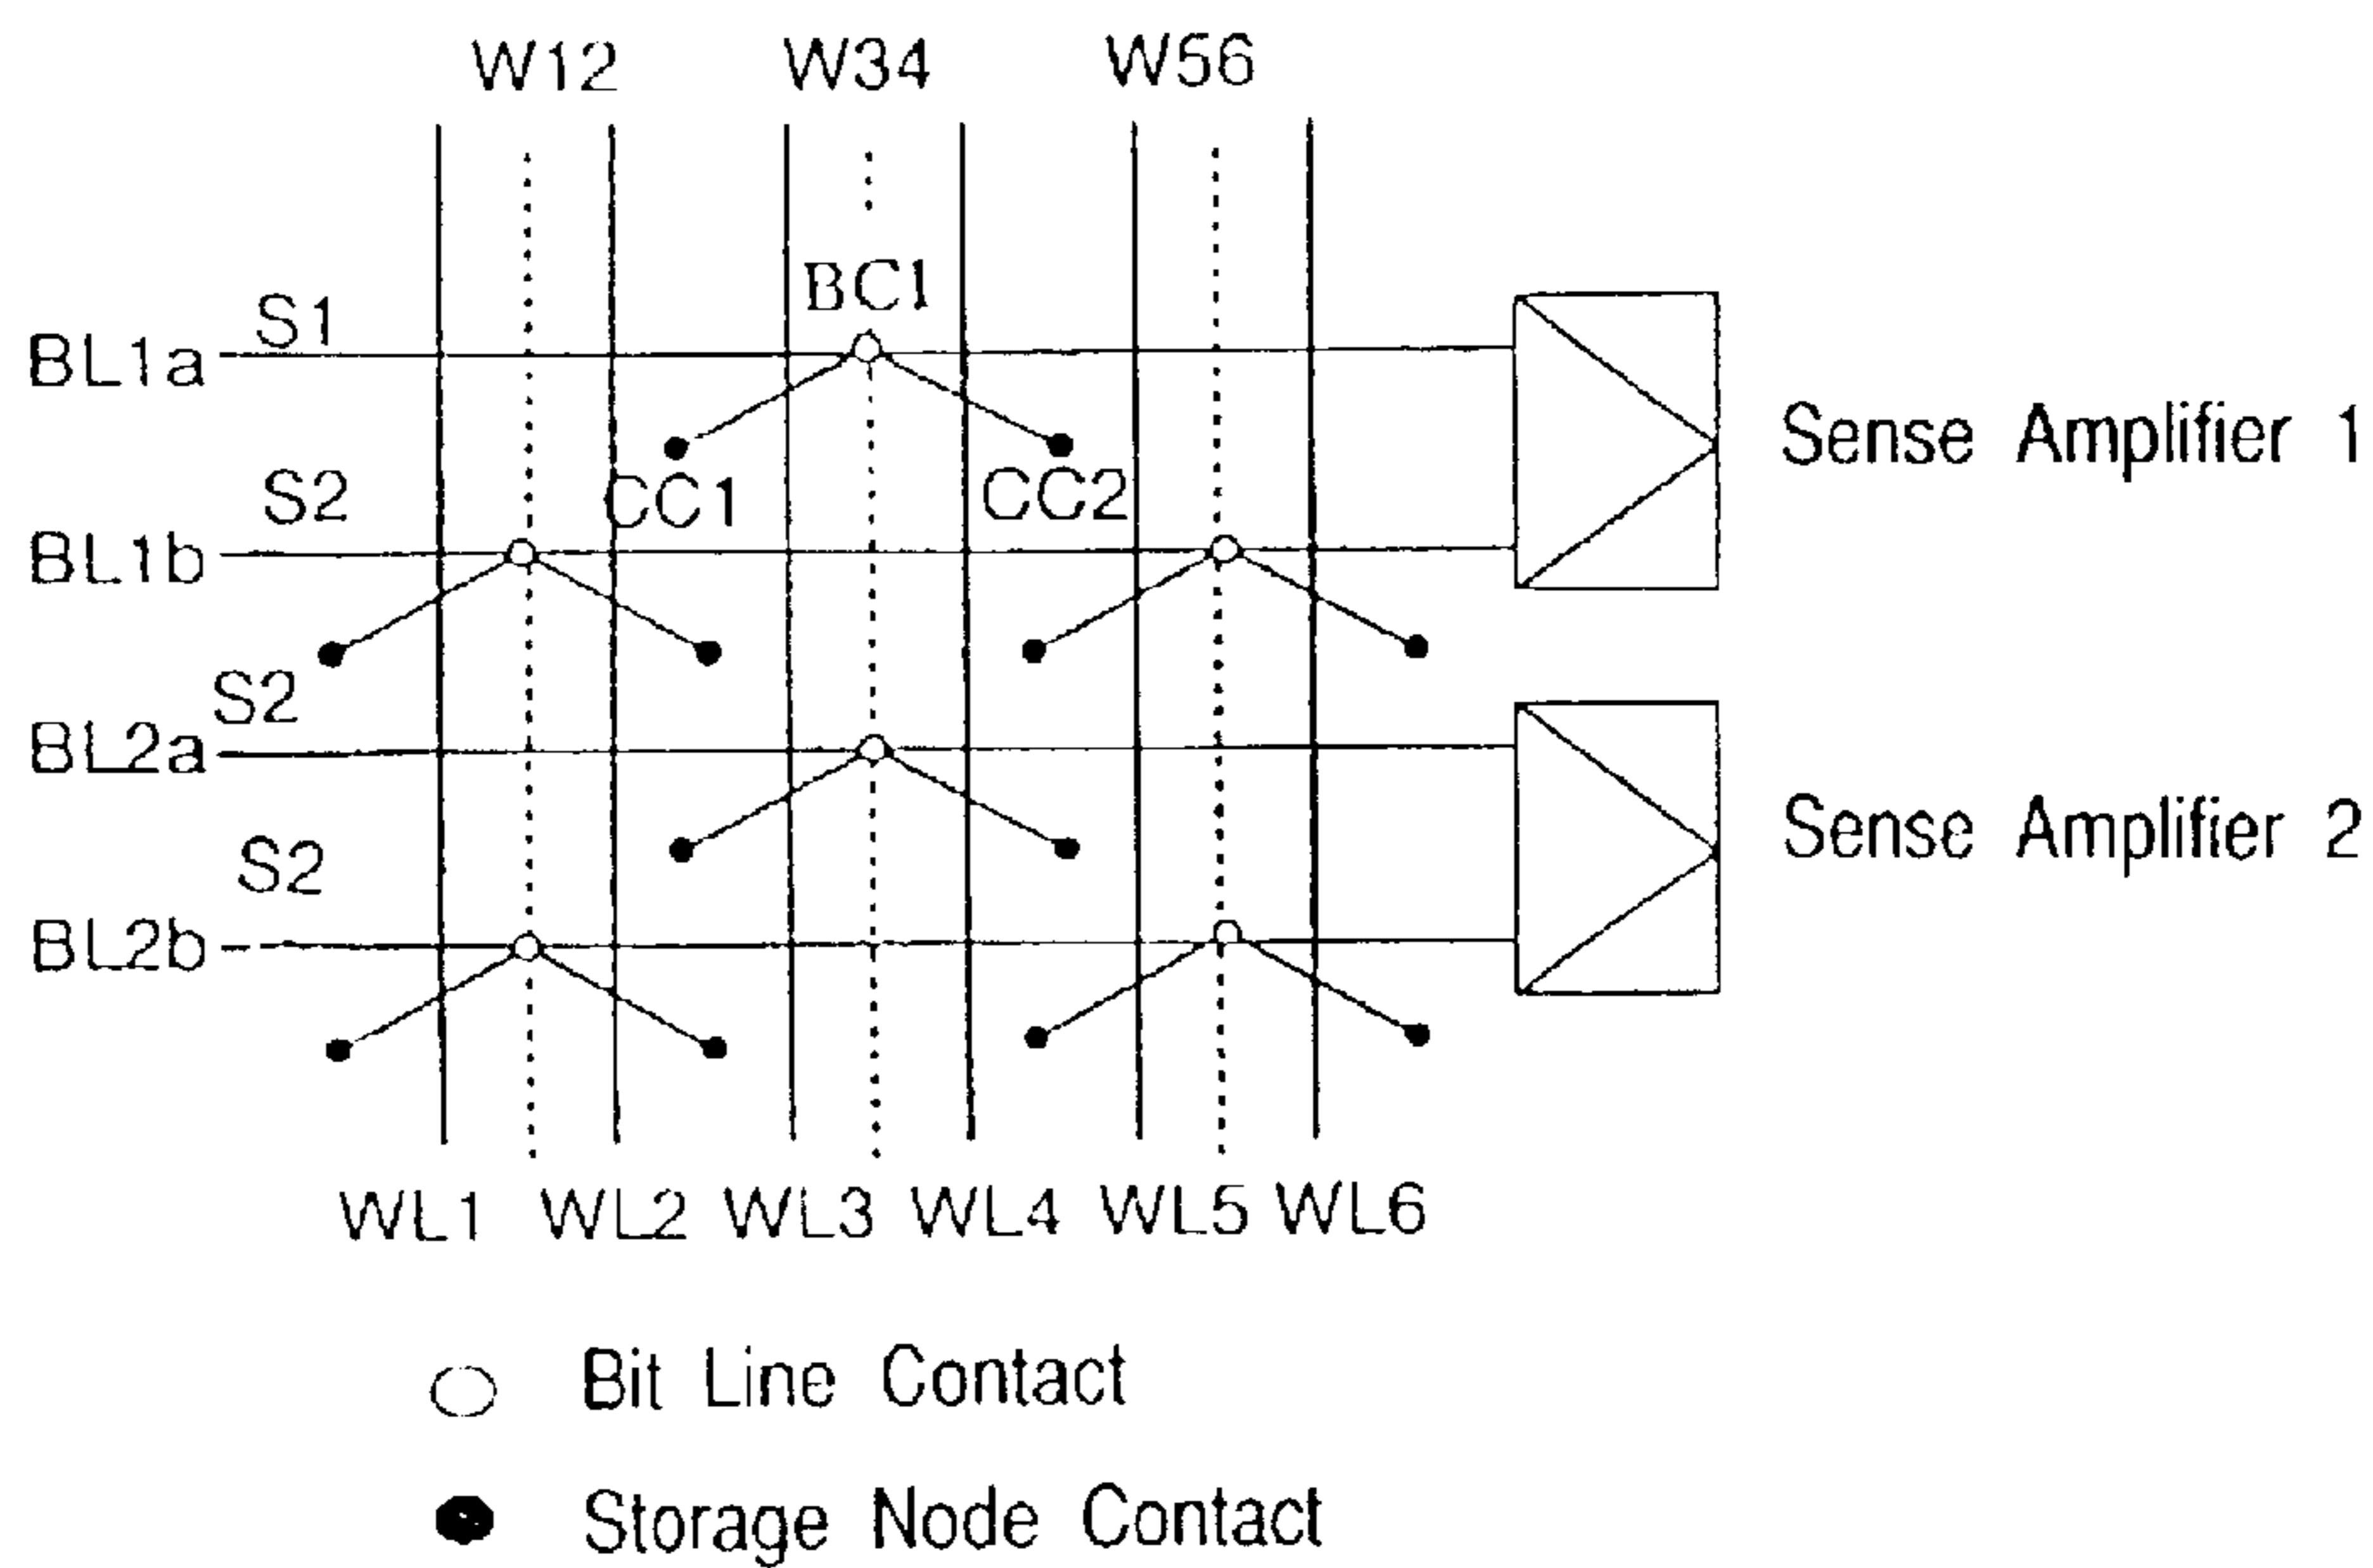 W12 W34 W56
BC1
S1
BL1a
Sense Amplifier 1
S2
CC1 CC2
BL1b
S2
BL2a
Sense Amplifier 2
S2
BL2b
WL1 WL2 WL3 WL4 WL5 WL6
Bit Line Contact
Storage Node Contact